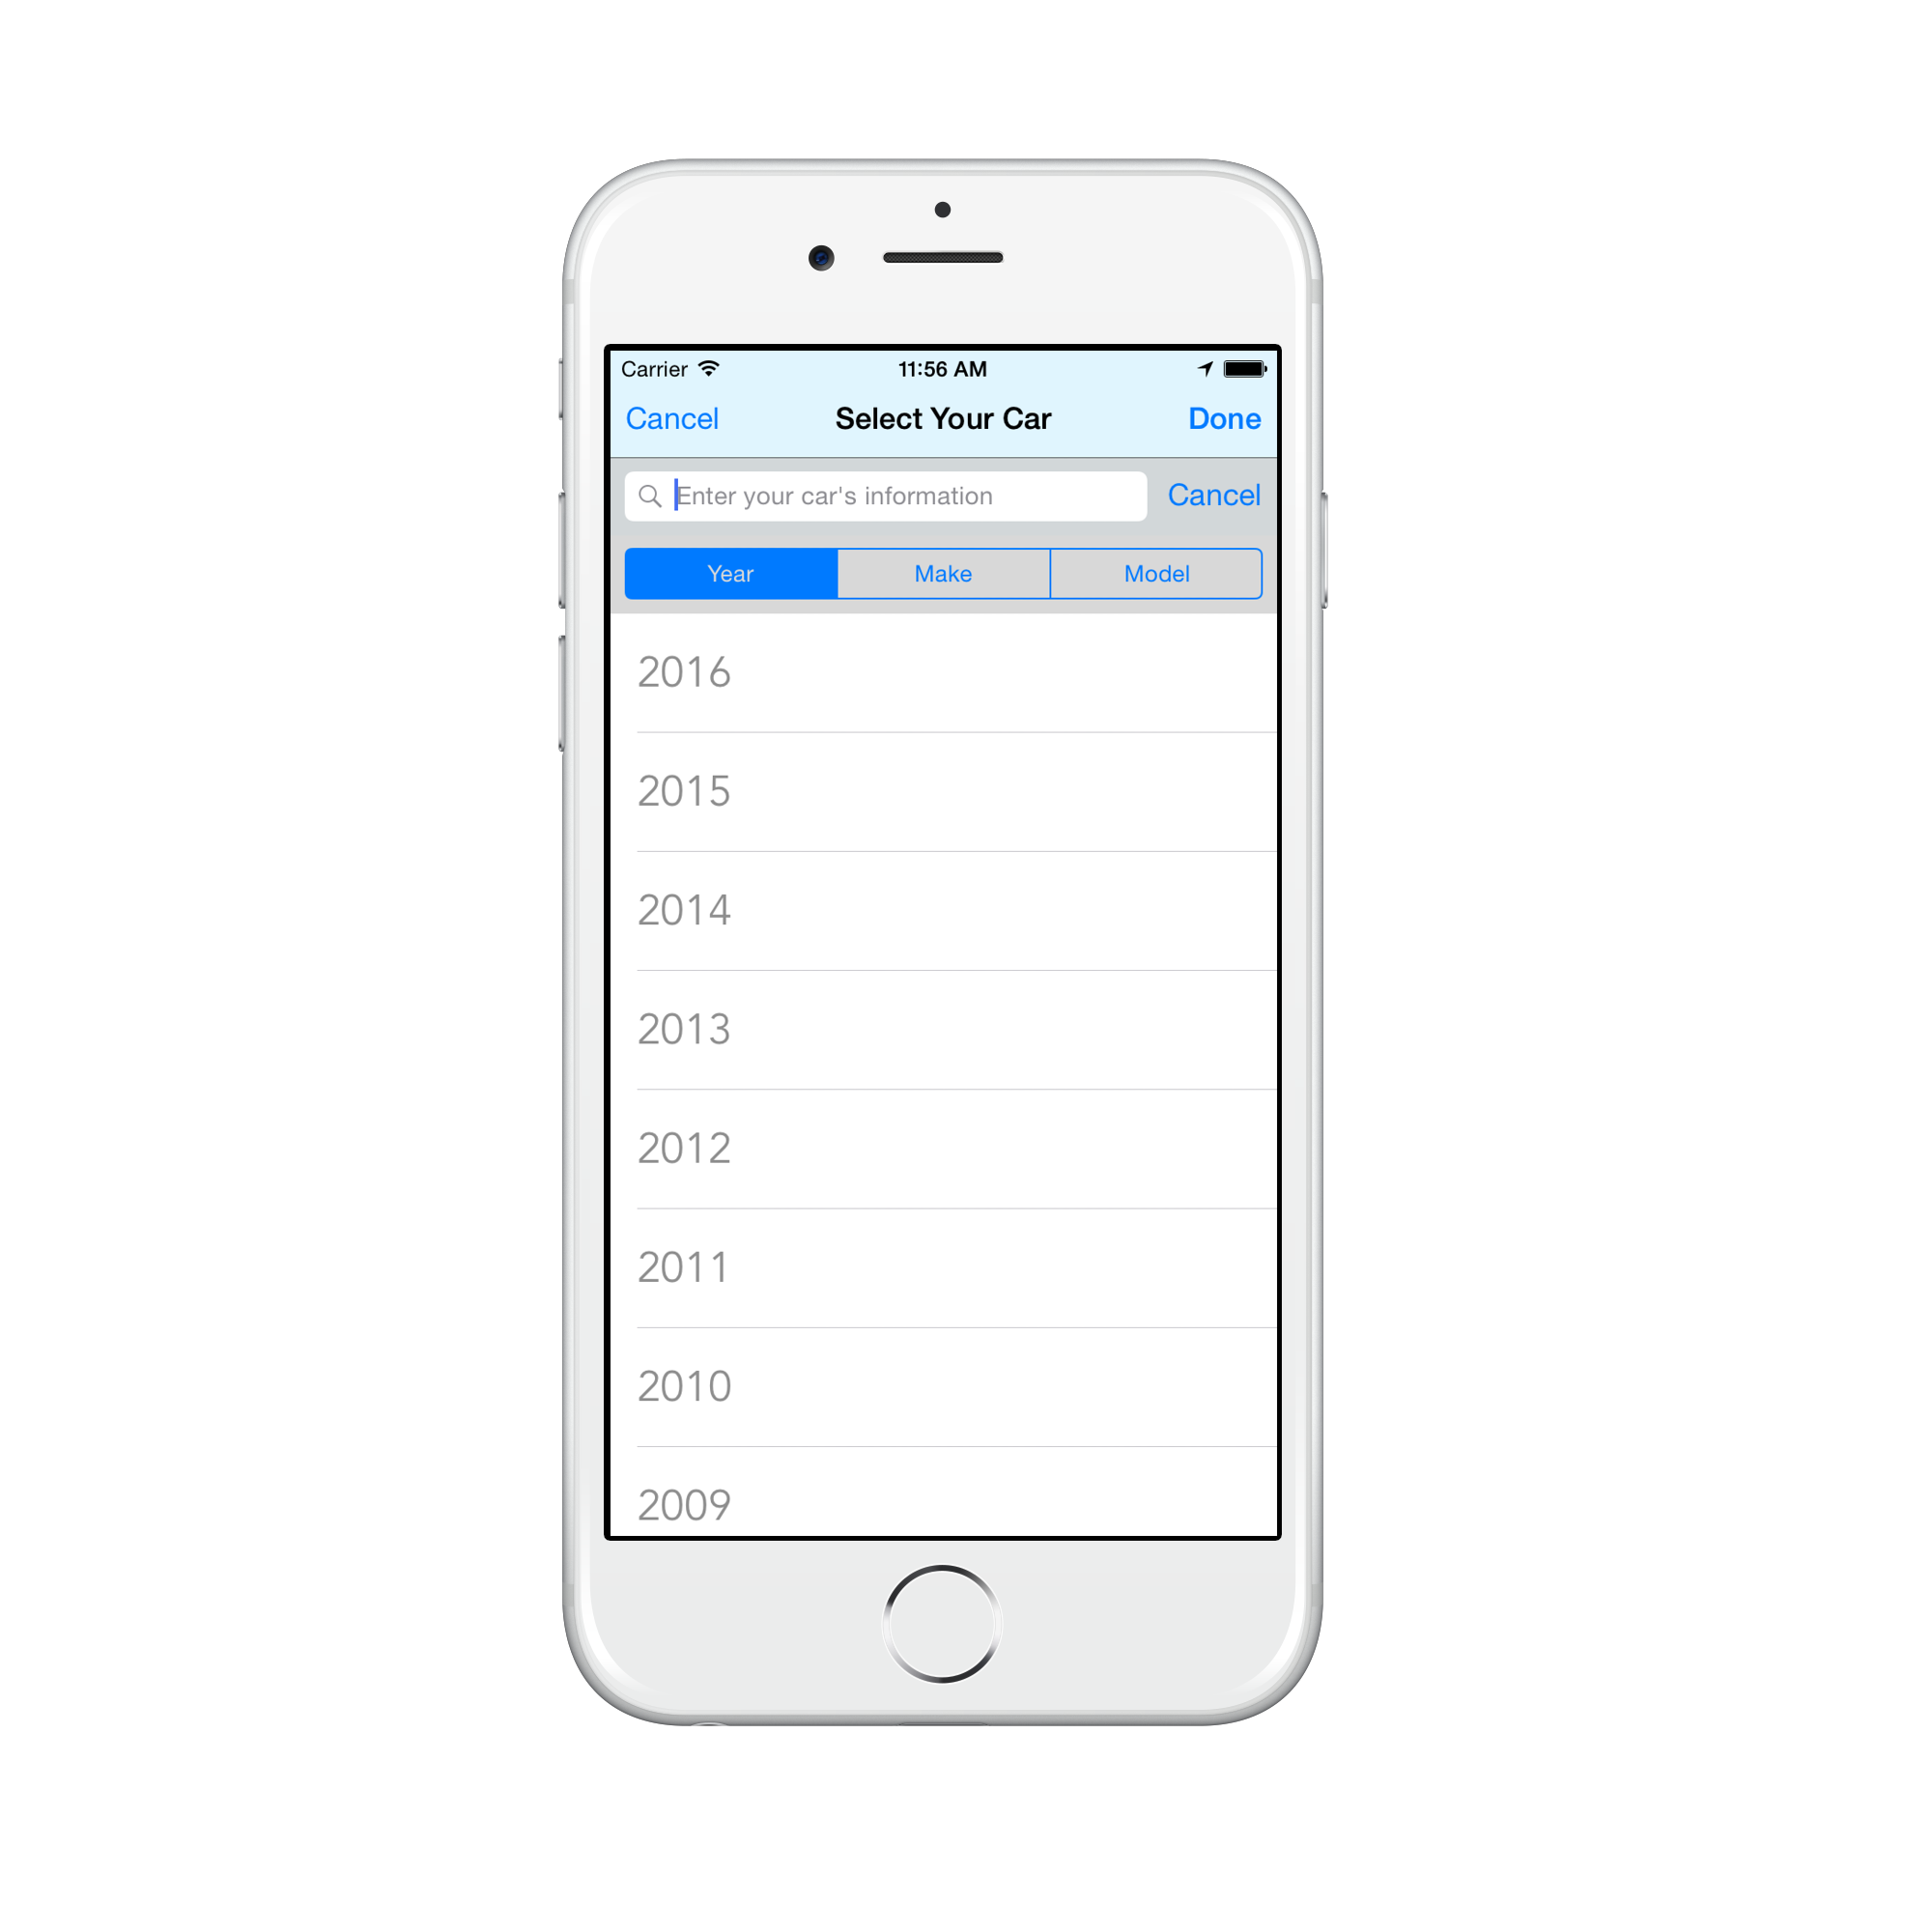 Carrier 11:56 AM
Cancel Select Your Car Done
Enter your car's information Cancel
Year Make Model
2016
2015
2014
2013
2012
2011
2010
2009